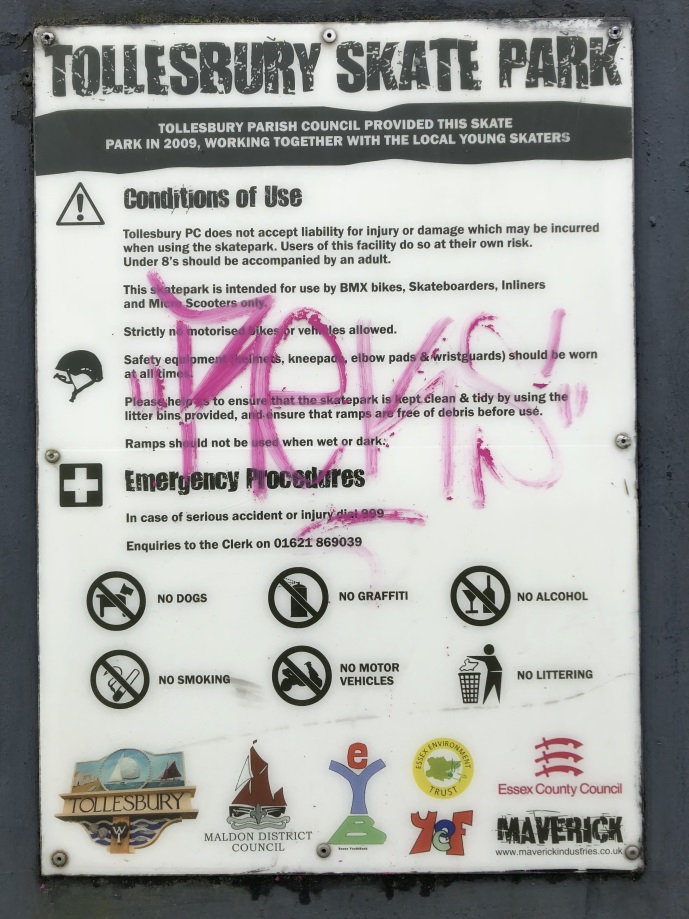 TOLLESBURY SKATE PARK
TOLLESBURY PARISH COUNCIL PROVIDED THIS SKATE
PARK IN 2009, WORKING TOGETHER WITH THE LOCAL YOUNG SKATERS
Conditions of Use
Tollesbury PC does not accept liability for injury or damage which may be incurred
when using the skatepark. Users of this facility do so at their own risk.
Under 8's should be accompanied by an adult.
This skatepark is intended for use by BMX bikes, Skateboarders, Inliners
and Micro Scooters only.
Strictly no motorised bikes or vehicles allowed.
Safety equipment (helmets, kneepads, elbow pads & wristguards) should be worn
at all times.
Please help us to ensure that the skatepark is kept clean & tidy by using the
litter bins provided, and ensure that ramps are free of debris before use.
Ramps should not be used when wet or dark.
Emergency Procedures
In case of serious accident or injury dial 999
Enquiries to the Clerk on 01621 869039
NO DOGS
NO GRAFFITI
NO ALCOHOL
NO SMOKING
NO MOTOR
VEHICLES
NO LITTERING
TOLLESBURY
MALDON DISTRICT
COUNCIL
eYB
Essex YouthBank
ESSEX ENVIRONMENT
TRUST
YCF
Essex County Council
MAVERICK
www.maverickindustries.co.uk